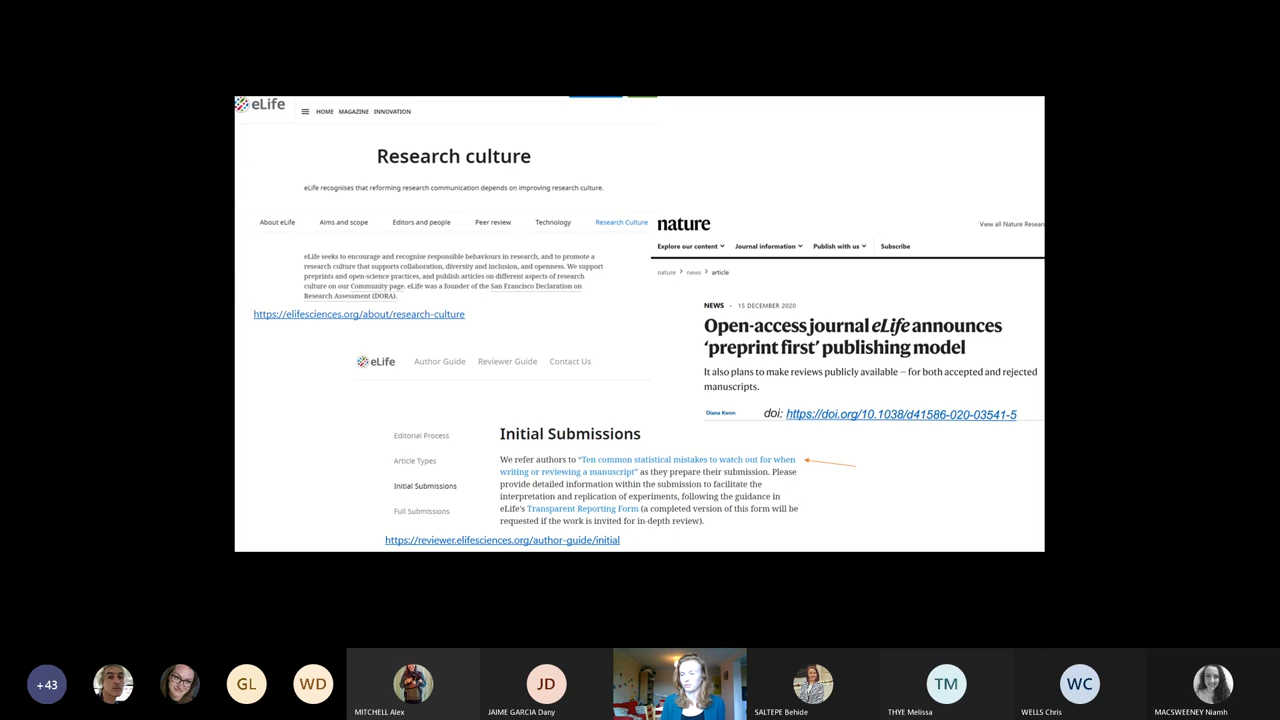 eLife
HOME MAGAZINE INNOVATION
Research culture
eLife recognises that reforming research communication depends on improving research culture.
About eLife Aims and scope Editors and people Peer review Technology Research Culture
eLife seeks to encourage and recognise responsible behaviours in research, and to promote a
research culture that supports collaboration, diversity and inclusion, and openness. We support
preprints and open-science practices, and publish articles on different aspects of research
culture on our Community page. eLife was a founder of the San Francisco Declaration on
Research Assessment (DORA).
https://elifesciences.org/about/research-culture
eLife Author Guide Reviewer Guide Contact Us
Editorial Process
Article Types
Initial Submissions
Full Submissions
Initial Submissions
We refer authors to “Ten common statistical mistakes to watch out for when
writing or reviewing a manuscript” as they prepare their submission. Please
provide detailed information within the submission to facilitate the
interpretation and replication of experiments, following the guidance in
eLife's Transparent Reporting Form (a completed version of this form will be
requested if the work is invited for in-depth review).
https://reviewer.elifesciences.org/author-guide/initial
nature
View all Nature Resear
Explore our content Journal information Publish with us Subscribe
nature > news > article
NEWS · 15 DECEMBER 2020
Open-access journal eLife announces
‘preprint first’ publishing model
It also plans to make reviews publicly available — for both accepted and rejected
manuscripts.
Diana Kwon
doi: https://doi.org/10.1038/d41586-020-03541-5
+43
GL
WD
MITCHELL Alex
JD
JAIME GARCIA Dany
SALTEPE Behide
TM
THYE Melissa
WC
WELLS Chris
MACSWEENEY Niamh